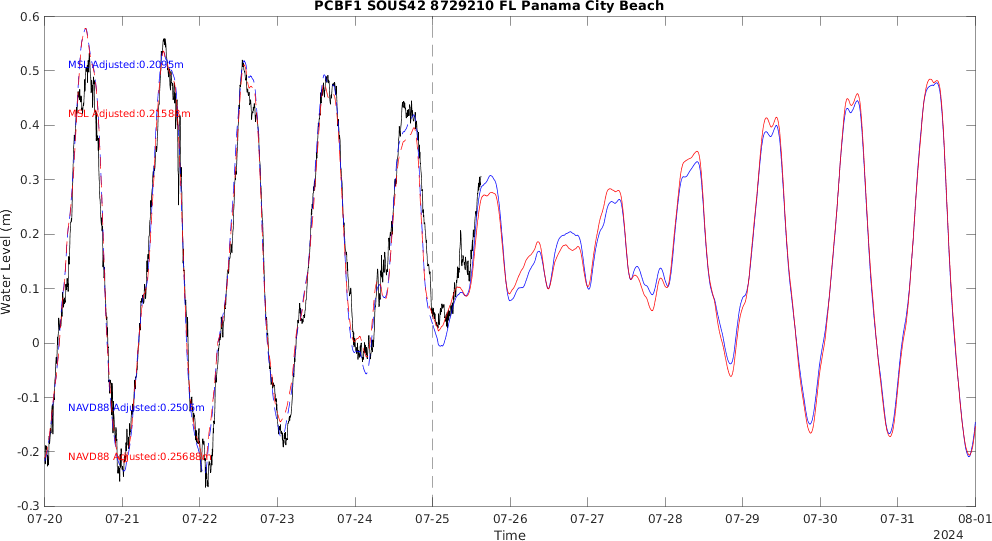 PCBF1 SOUS42 8729210 FL Panama City Beach
0.6
0.5
0.4
0.3
0.2
0.1
0
-0.1
-0.2
-0.3
Water Level (m)
MSL Adjusted:0.2095m
MSL Adjusted:0.21583m
NAVD88 Adjusted:0.2505m
NAVD88 Adjusted:0.25688m
07-20 07-21 07-22 07-23 07-24 07-25 07-26 07-27 07-28 07-29 07-30 07-31 08-01
Time
2024